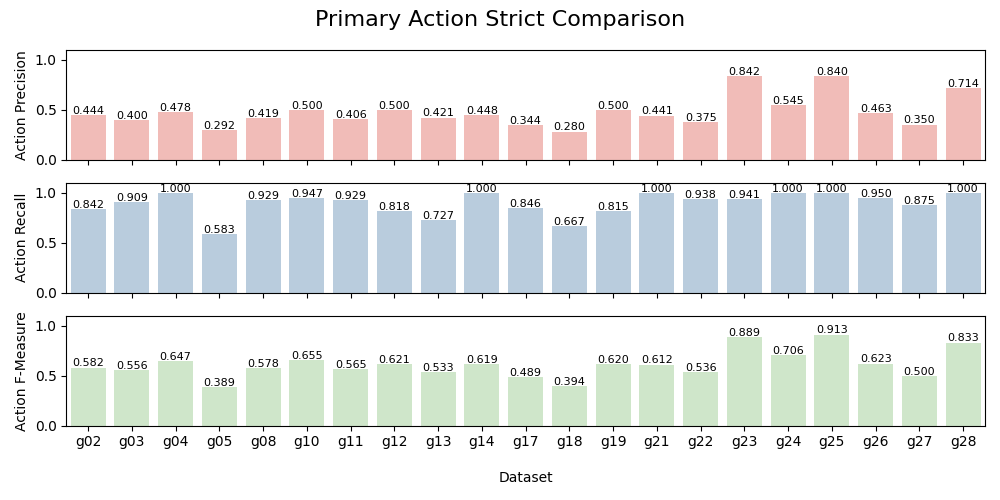 Primary Action Strict Comparison
Action Precision
1.0
0.5
0.0
0.444 0.400 0.478 0.292 0.419 0.500 0.406 0.500 0.421 0.448 0.344 0.280 0.500 0.441 0.375 0.842 0.545 0.840 0.463 0.350 0.714
Action Recall
1.0
0.5
0.0
0.842 0.909 1.000 0.583 0.929 0.947 0.929 0.818 0.727 1.000 0.846 0.667 0.815 1.000 0.938 0.941 1.000 1.000 0.950 0.875 1.000
Action F-Measure
1.0
0.5
0.0
0.582 0.556 0.647 0.389 0.578 0.655 0.565 0.621 0.533 0.619 0.489 0.394 0.620 0.612 0.536 0.889 0.706 0.913 0.623 0.500 0.833
g02 g03 g04 g05 g08 g10 g11 g12 g13 g14 g17 g18 g19 g21 g22 g23 g24 g25 g26 g27 g28
Dataset